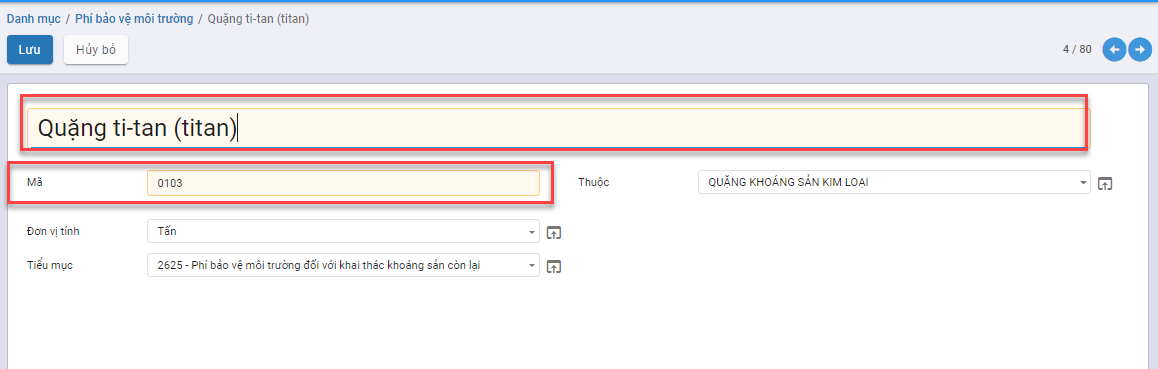 Danh mục / Phí bảo vệ môi trường / Quặng ti-tan (titan)
Lưu Hủy bỏ 4 / 80
Quặng ti-tan (titan)
Mã 0103 Thuộc QUẶNG KHOÁNG SẢN KIM LOẠI
Đơn vị tính Tấn
Tiểu mục 2625 - Phí bảo vệ môi trường đối với khai thác khoáng sản còn lại